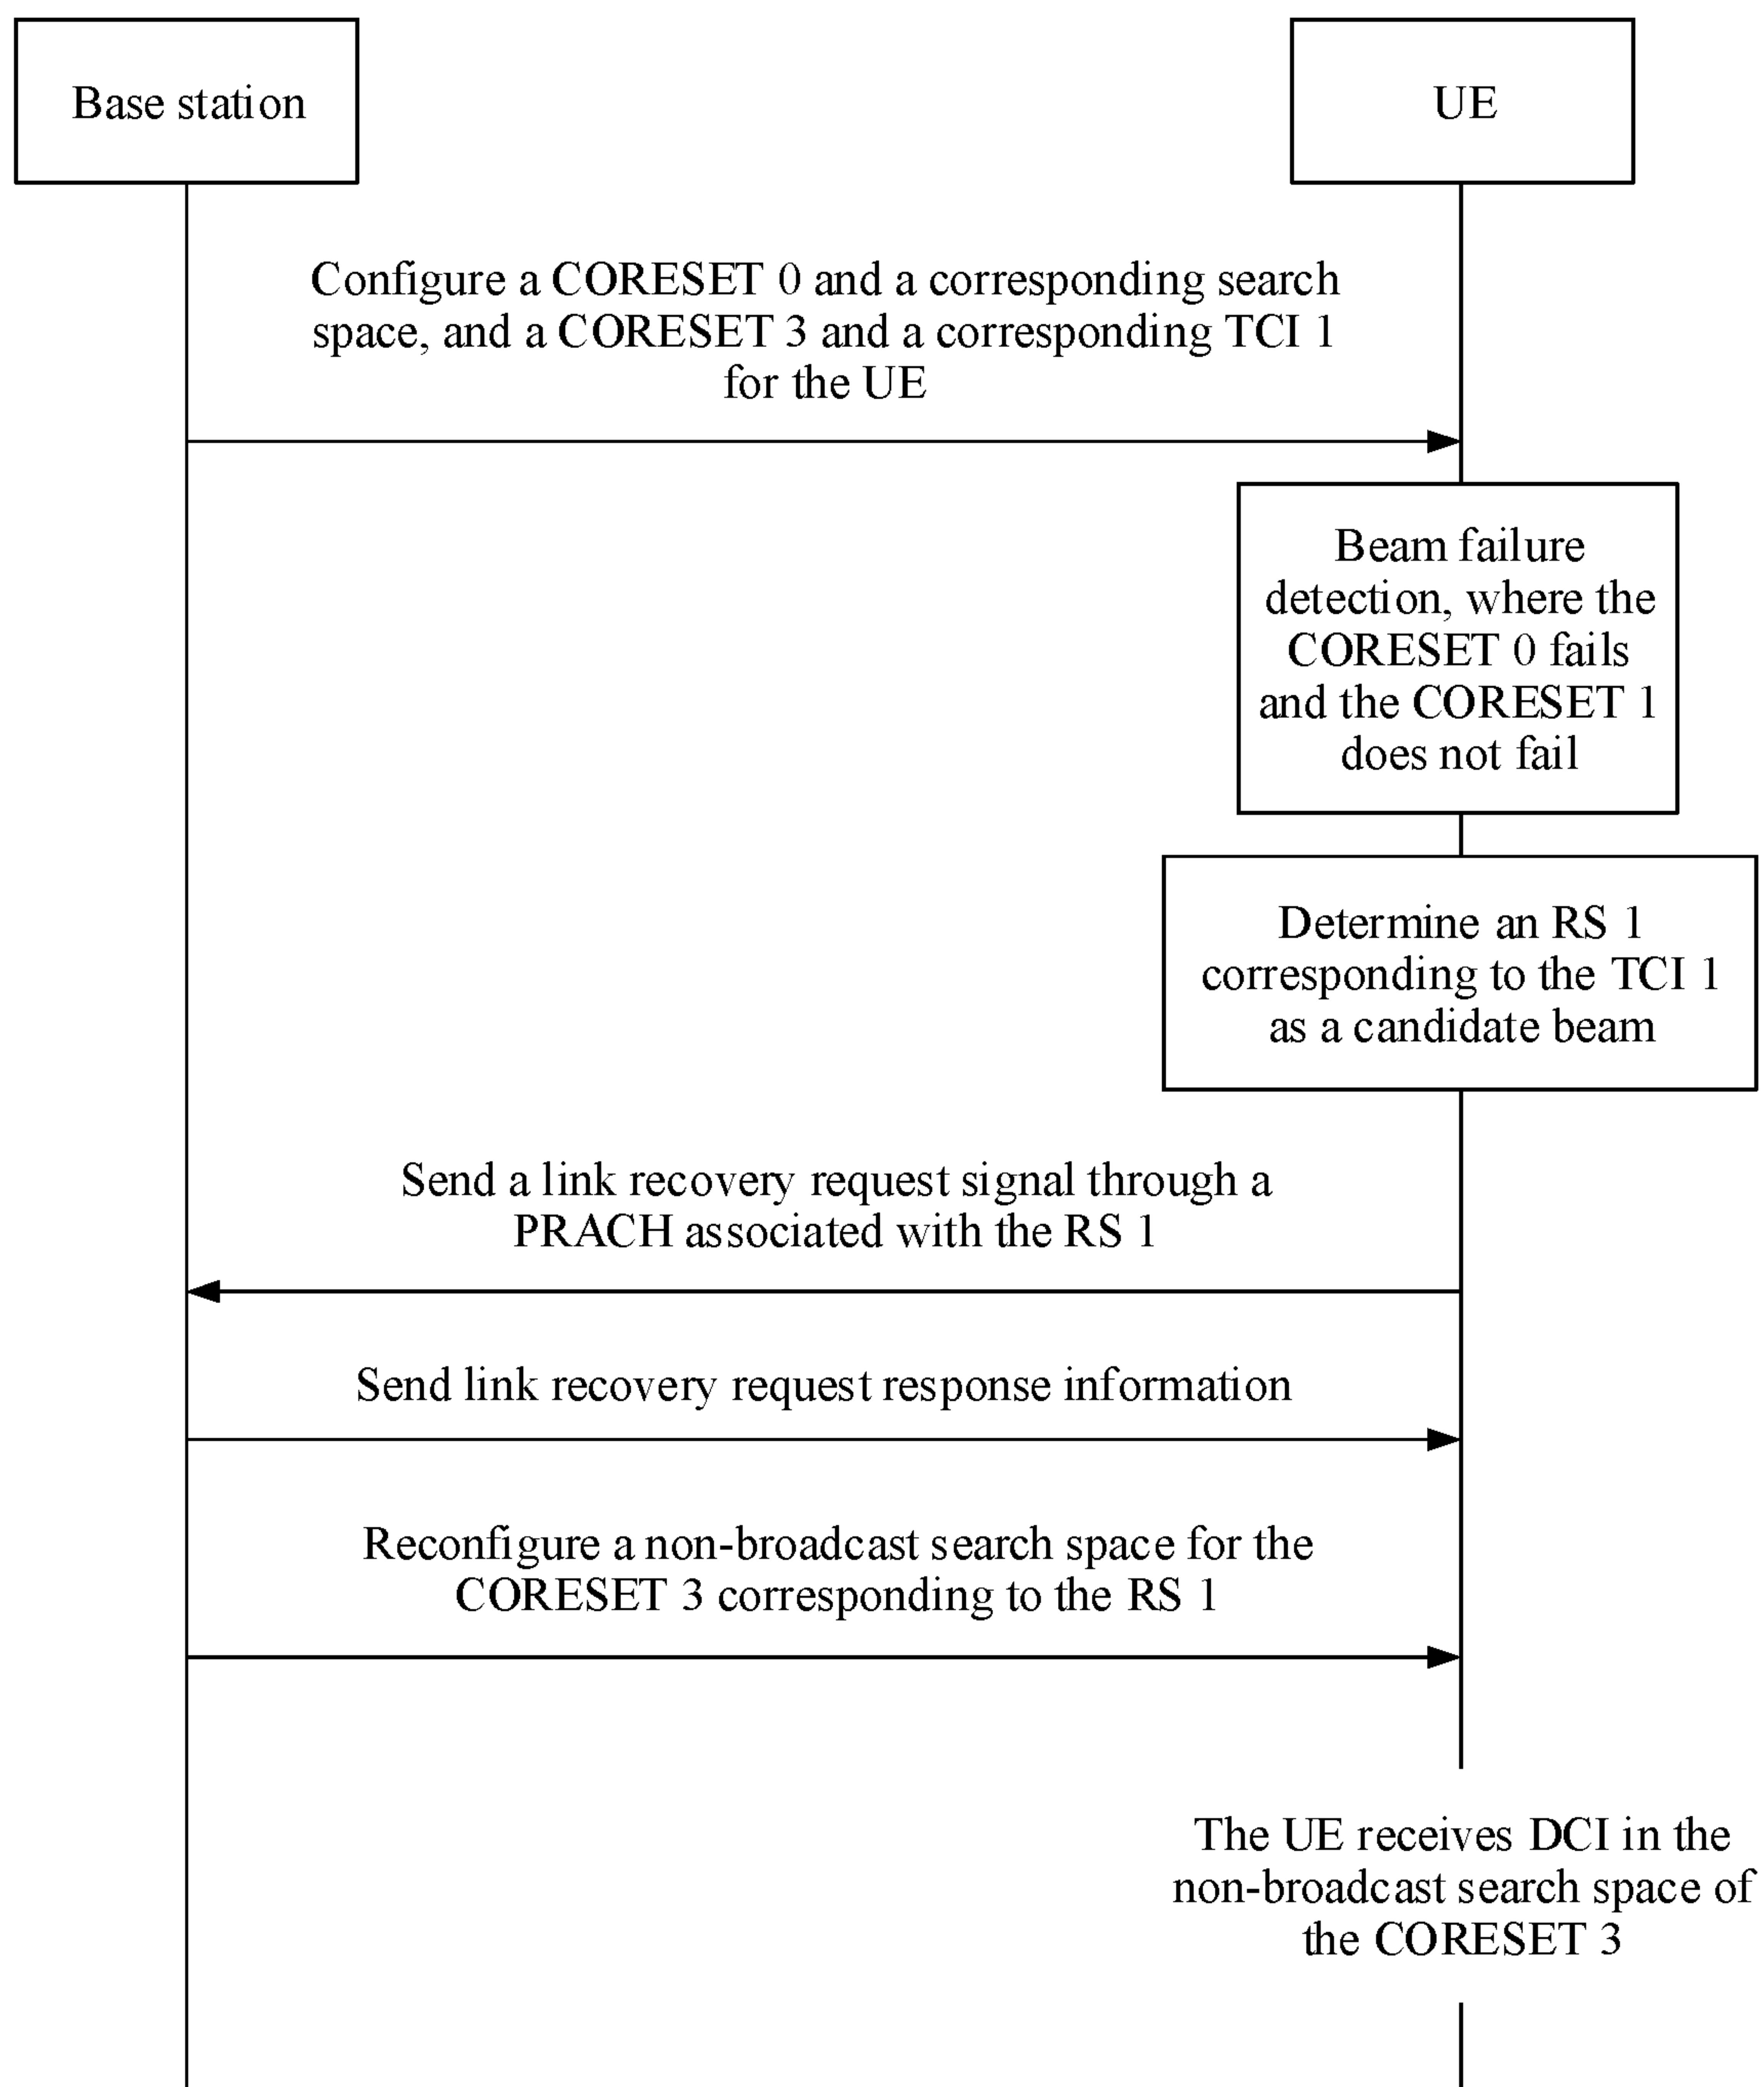 Base station
UE
Configure a CORESET 0 and a corresponding search
space, and a CORESET 3 and a corresponding TCI 1
for the UE
Beam failure
detection, where the
CORESET 0 fails
and the CORESET 1
does not fail
Determine an RS 1
corresponding to the TCI 1
as a candidate beam
Send a link recovery request signal through a
PRACH associated with the RS 1
Send link recovery request response information
Reconfigure a non-broadcast search space for the
CORESET 3 corresponding to the RS 1
The UE receives DCI in the
non-broadcast search space of
the CORESET 3